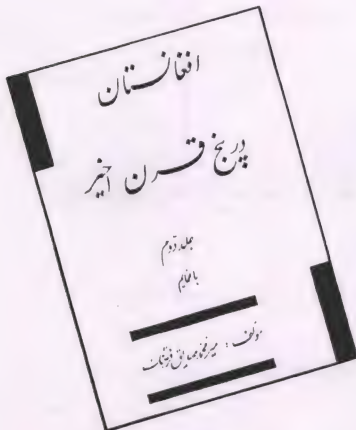 افغانستان
در پنج قرن اخیر
جلد دوم
مؤلف: میر محمد صدیق فرهنگ